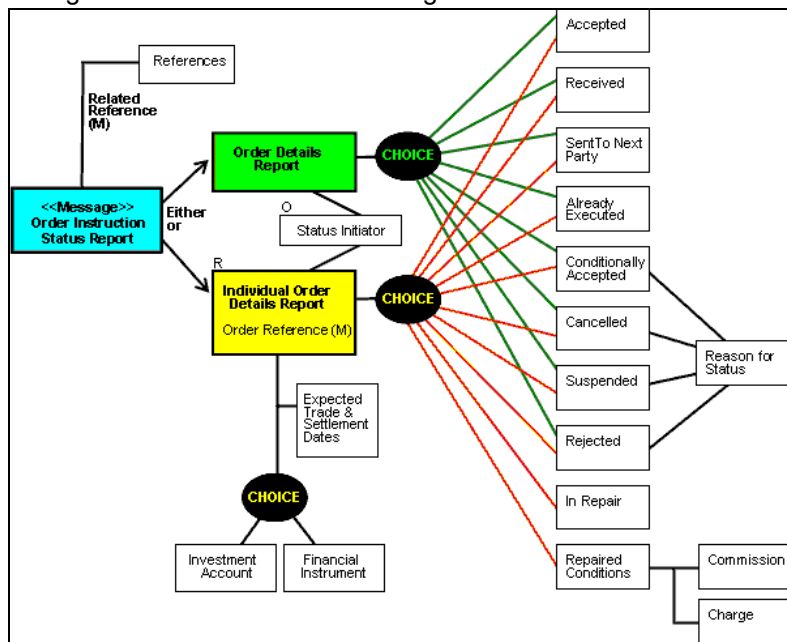 References
Related
Reference
(M)
<<Message>>
Order Instruction
Status Report
Either
or
Order Details
Report
CHOICE
O
Status Initiator
R
Individual Order
Details Report
Order Reference (M)
CHOICE
Expected
Trade &
Settlement
Dates
CHOICE
Investment
Account
Financial
Instrument
Accepted
Received
SentTo Next
Party
Already
Executed
Conditionally
Accepted
Cancelled
Suspended
Rejected
In Repair
Repaired
Conditions
Reason for
Status
Commission
Charge